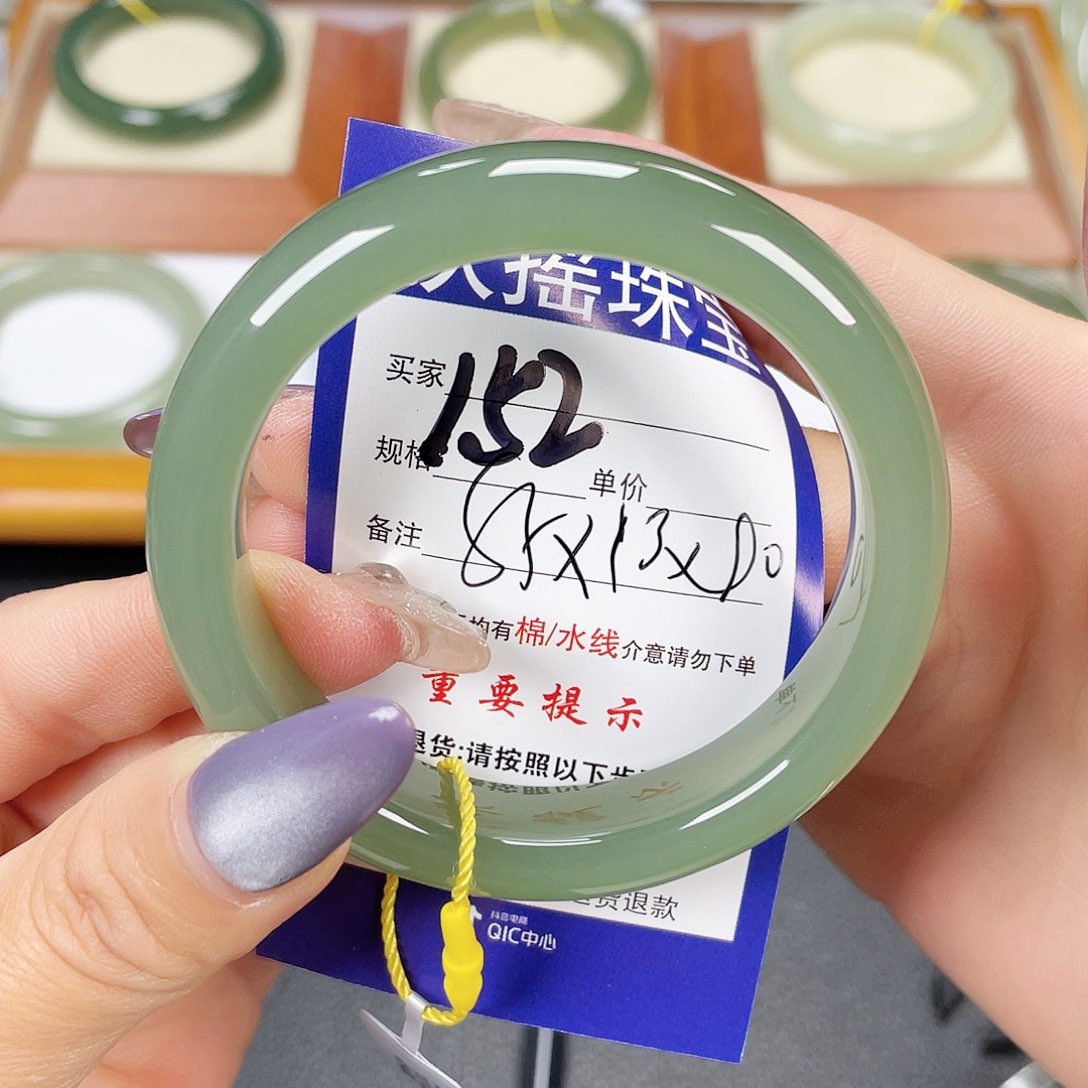 摇珠宝
买家 152
规格 单价
备注 65x13x90
均有棉/水线介意请勿下单
重要提示
退货:请按照以下步
退款
抖音电商
QIC中心